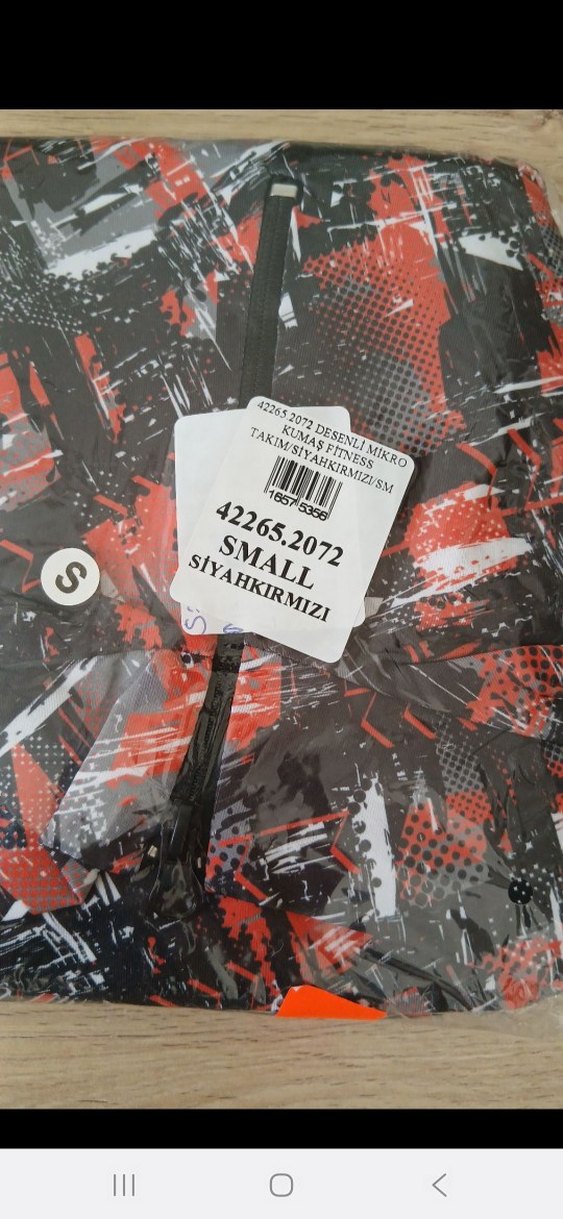 42265.2072 DESENLİ MİKRO
KUMAŞ FİTNESS
TAKIM/SİYAHKIRMIZI/SM
1657 5356
42265.2072
SMALL
SİYAHKIRMIZI
S